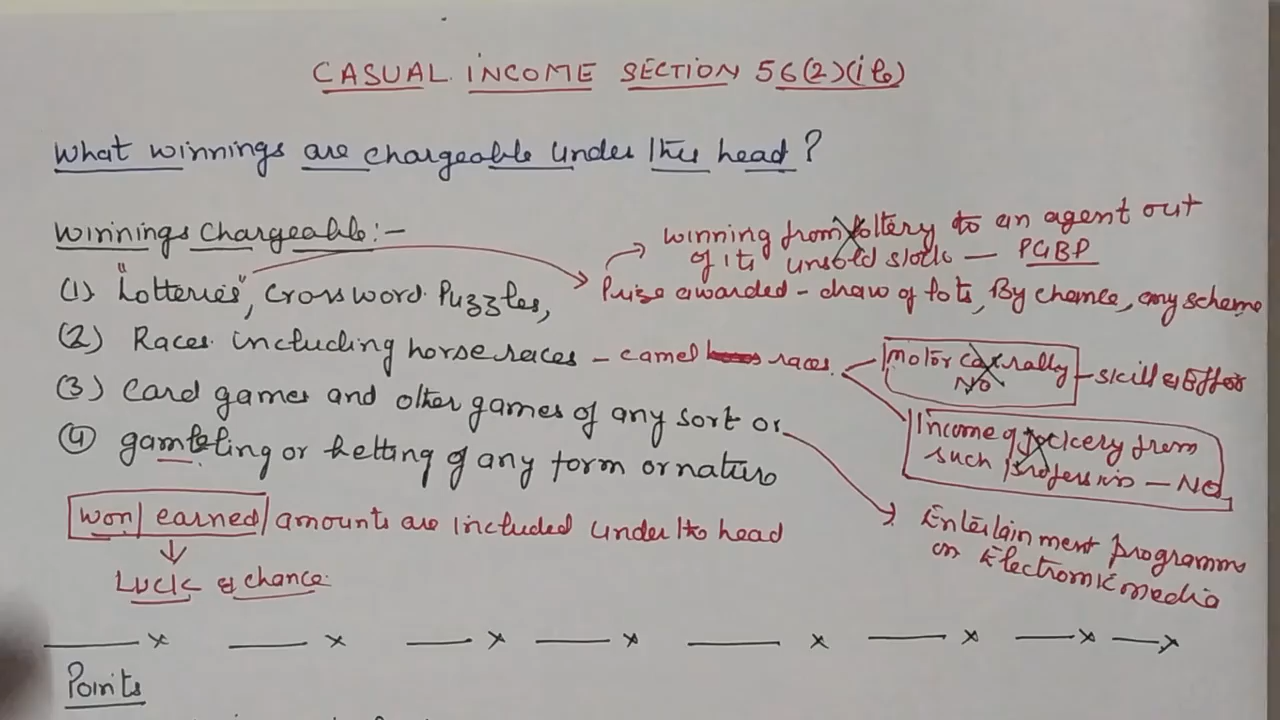 CASUAL INCOME SECTION 56(2)(ib)
What winnings are chargeable under this head?
Winnings Chargeable:-
winning from lottery to an agent out
of its unsold stock — PGBP
(1) "Lotteries", Crossword Puzzles,
Prize awarded - draw of lots, By chance, any scheme
(2) Races including horse races - camel races
motor car rally
No
- skill & Effor
(3) Card games and other games of any sort or
Income of jockery from
such profession - NO
(4) gambling or betting of any form or nature
won/earned/ amounts are included under the head
Entertainment programm
on Electronic media
Luck & chance
Points